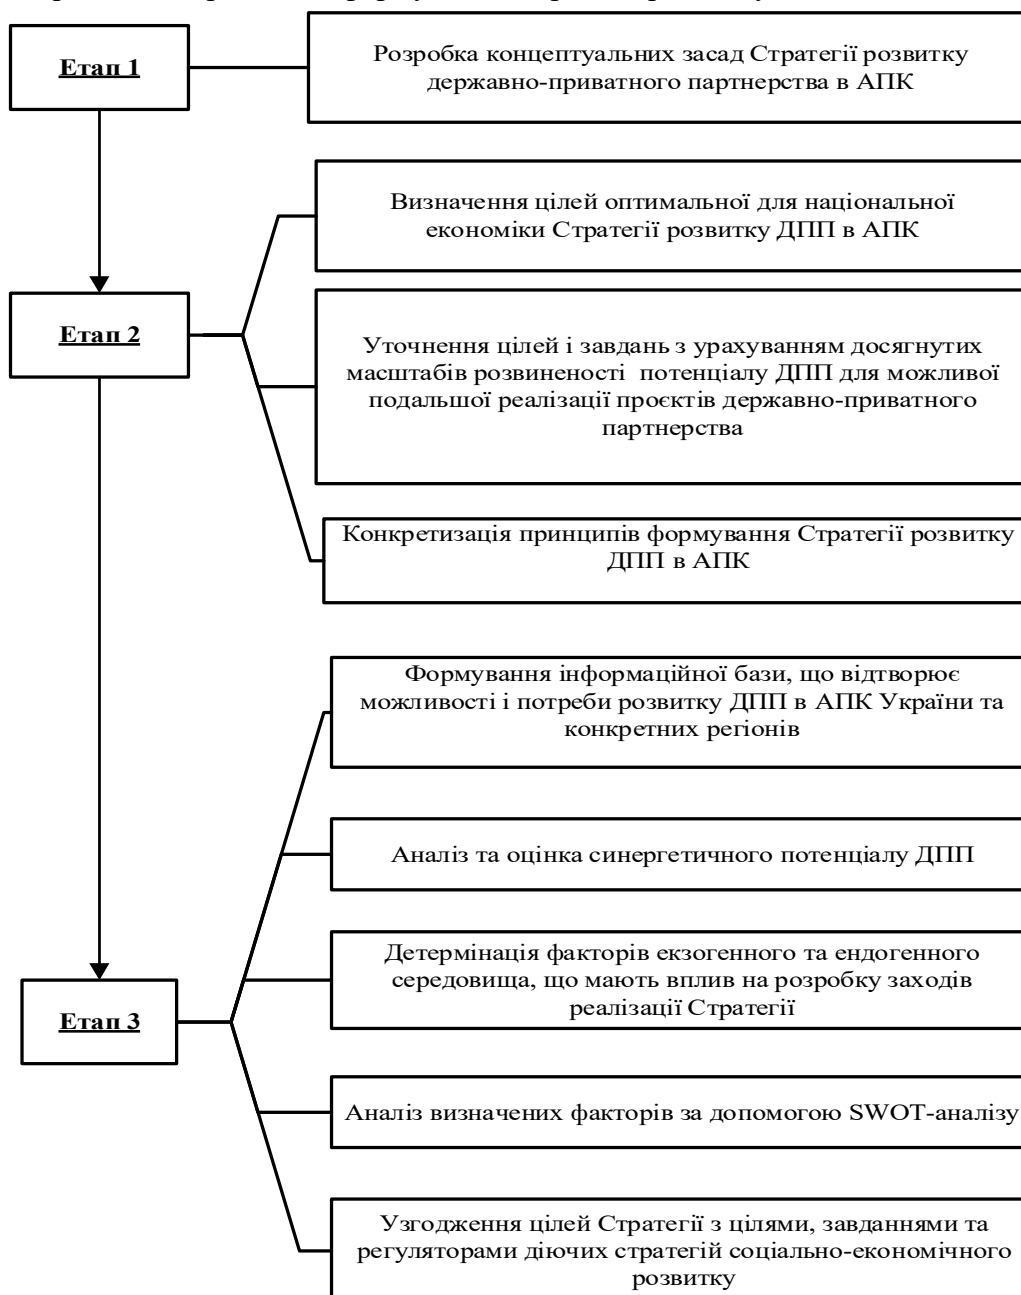 Етап 1
Розробка концептуальних засад Стратегії розвитку
державно-приватного партнерства в АПК
Визначення цілей оптимальної для національної
економіки Стратегії розвитку ДПП в АПК
Етап 2
Уточнення цілей і завдань з урахуванням досягнутих
масштабів розвиненості потенціалу ДПП для можливої
подальшої реалізації проєктів державно-приватного
партнерства
Конкретизація принципів формування Стратегії розвитку
ДПП в АПК
Формування інформаційної бази, що відтворює
можливості і потреби розвитку ДПП в АПК України та
конкретних регіонів
Аналіз та оцінка синергетичного потенціалу ДПП
Детермінація факторів екзогенного та ендогенного
середовища, що мають вплив на розробку заходів
реалізації Стратегії
Етап 3
Аналіз визначених факторів за допомогою SWOT-аналізу
Узгодження цілей Стратегії з цілями, завданнями та
регуляторами діючих стратегій соціально-економічного
розвитку